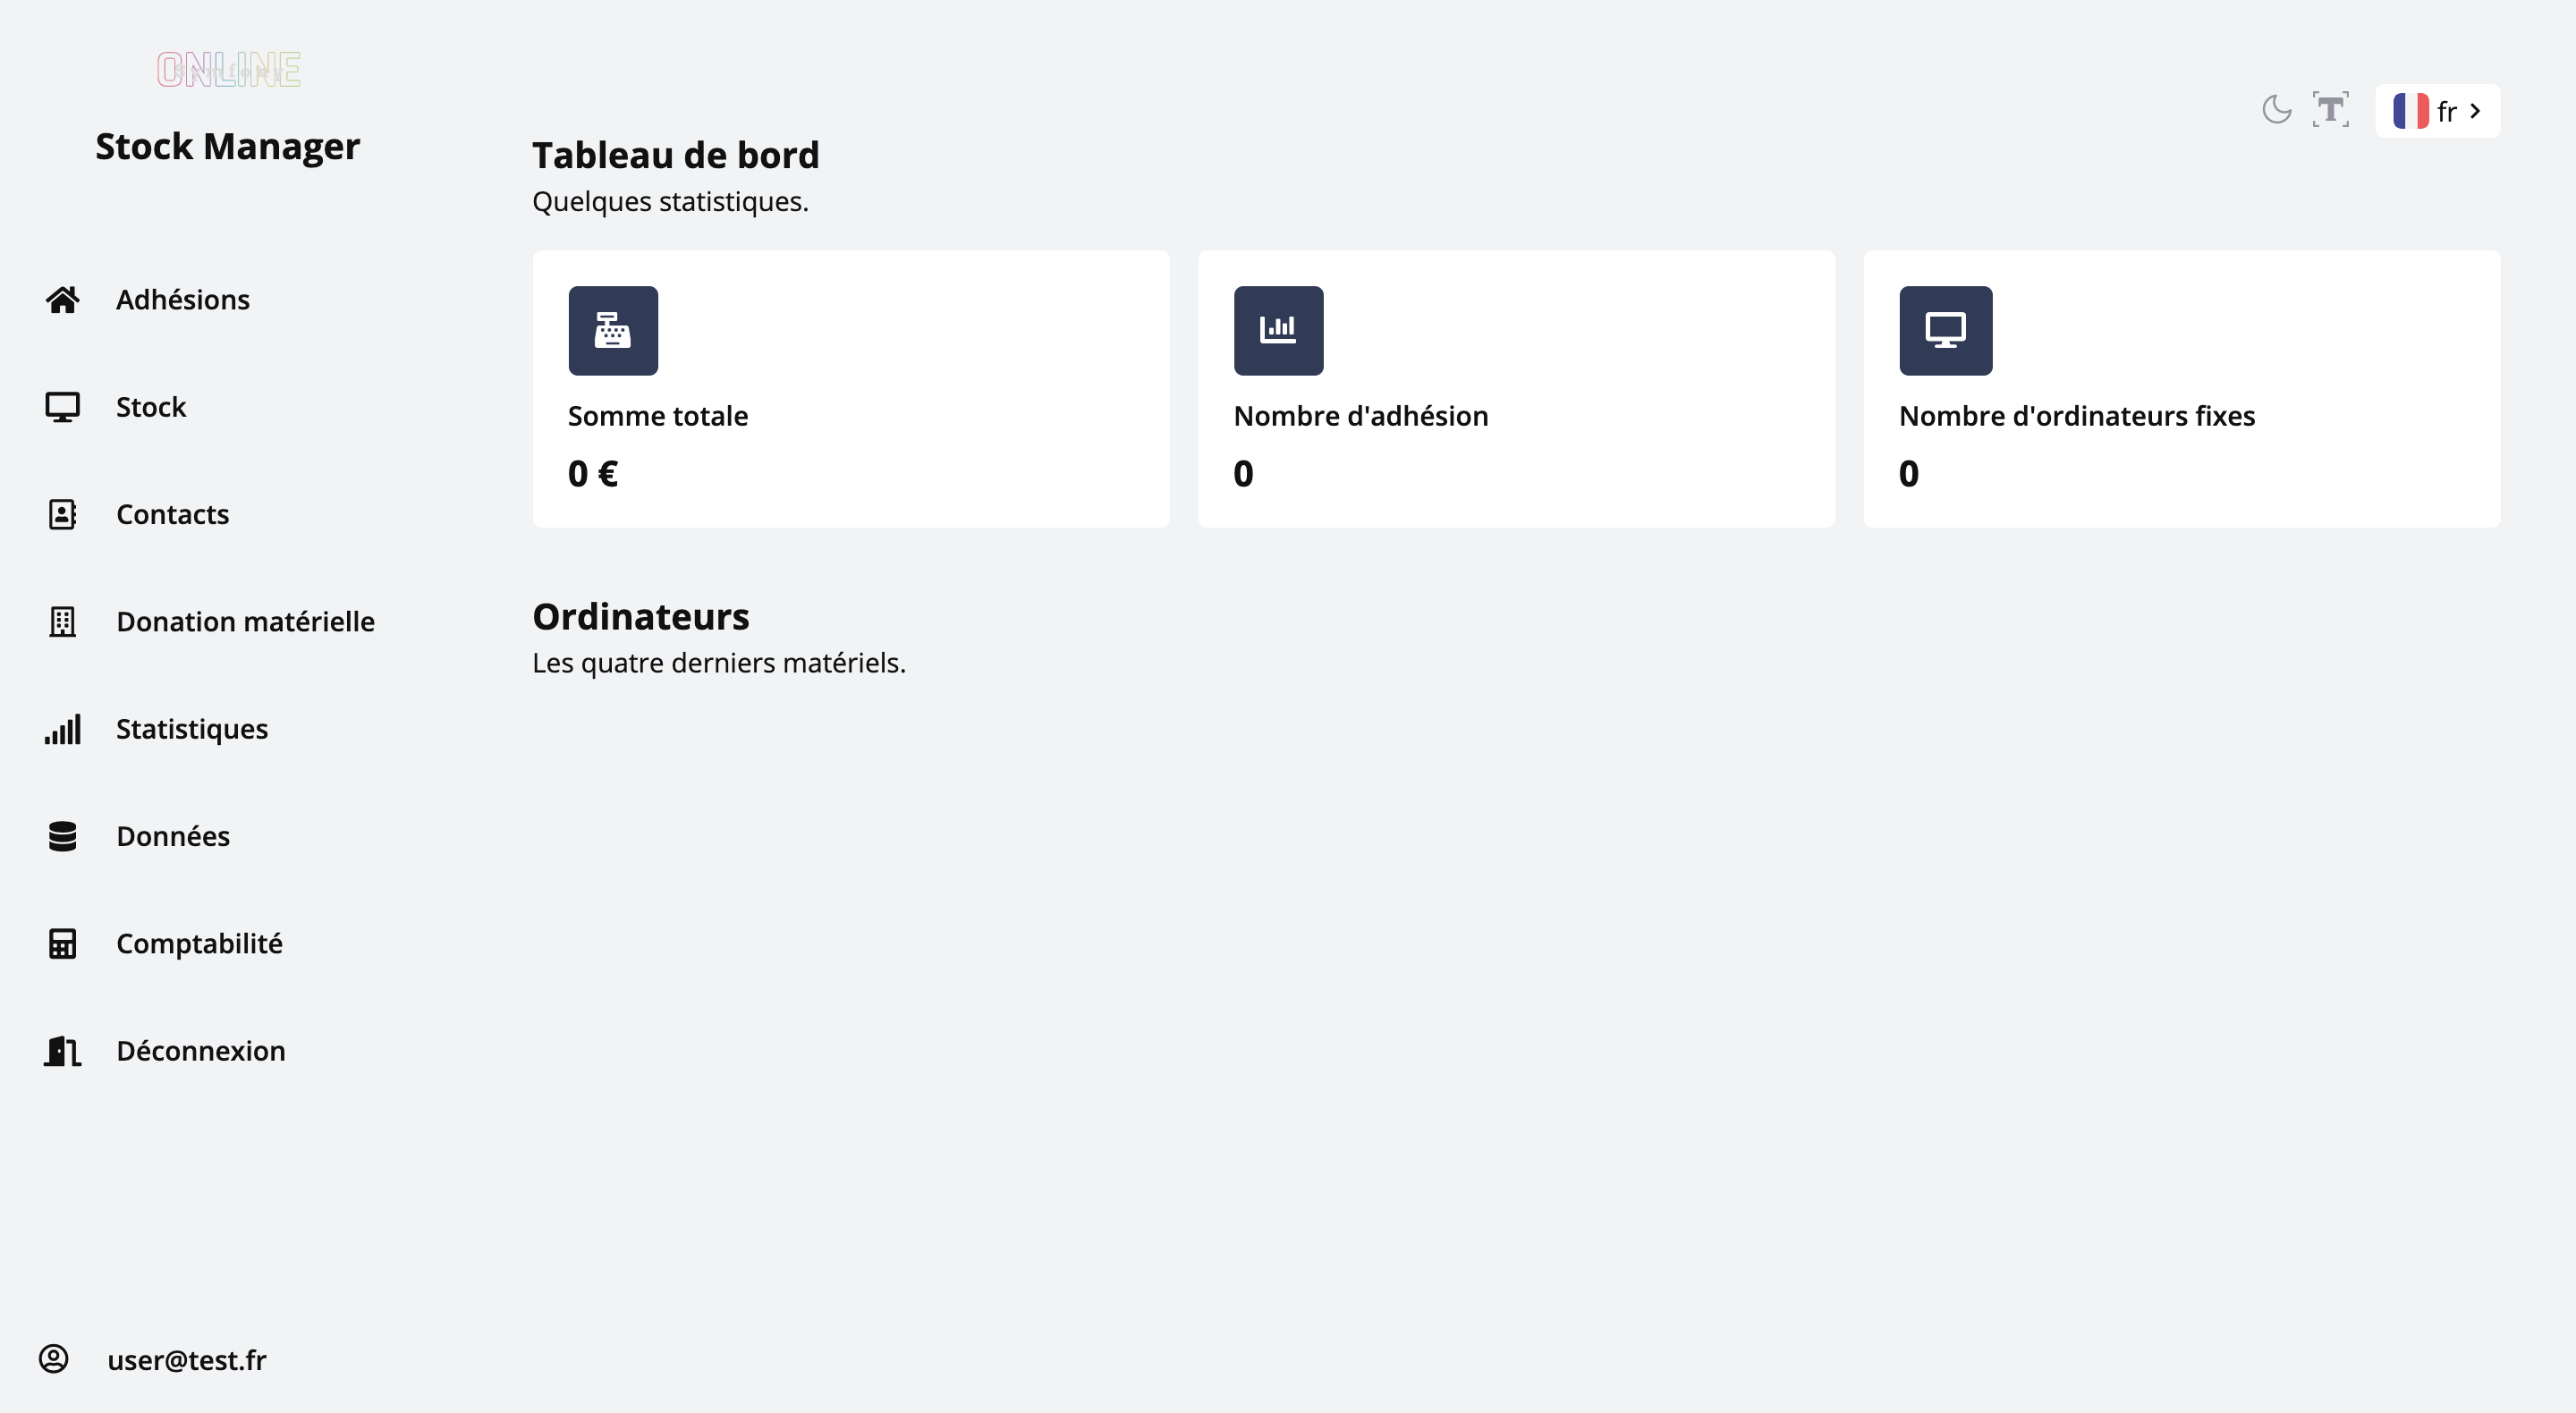 ONLINE
Symfony
Stock Manager
Adhésions
Stock
Contacts
Donation matérielle
Statistiques
Données
Comptabilité
Déconnexion
user@test.fr
fr
Tableau de bord
Quelques statistiques.
Somme totale
0 €
Nombre d'adhésion
0
Nombre d'ordinateurs fixes
0
Ordinateurs
Les quatre derniers matériels.